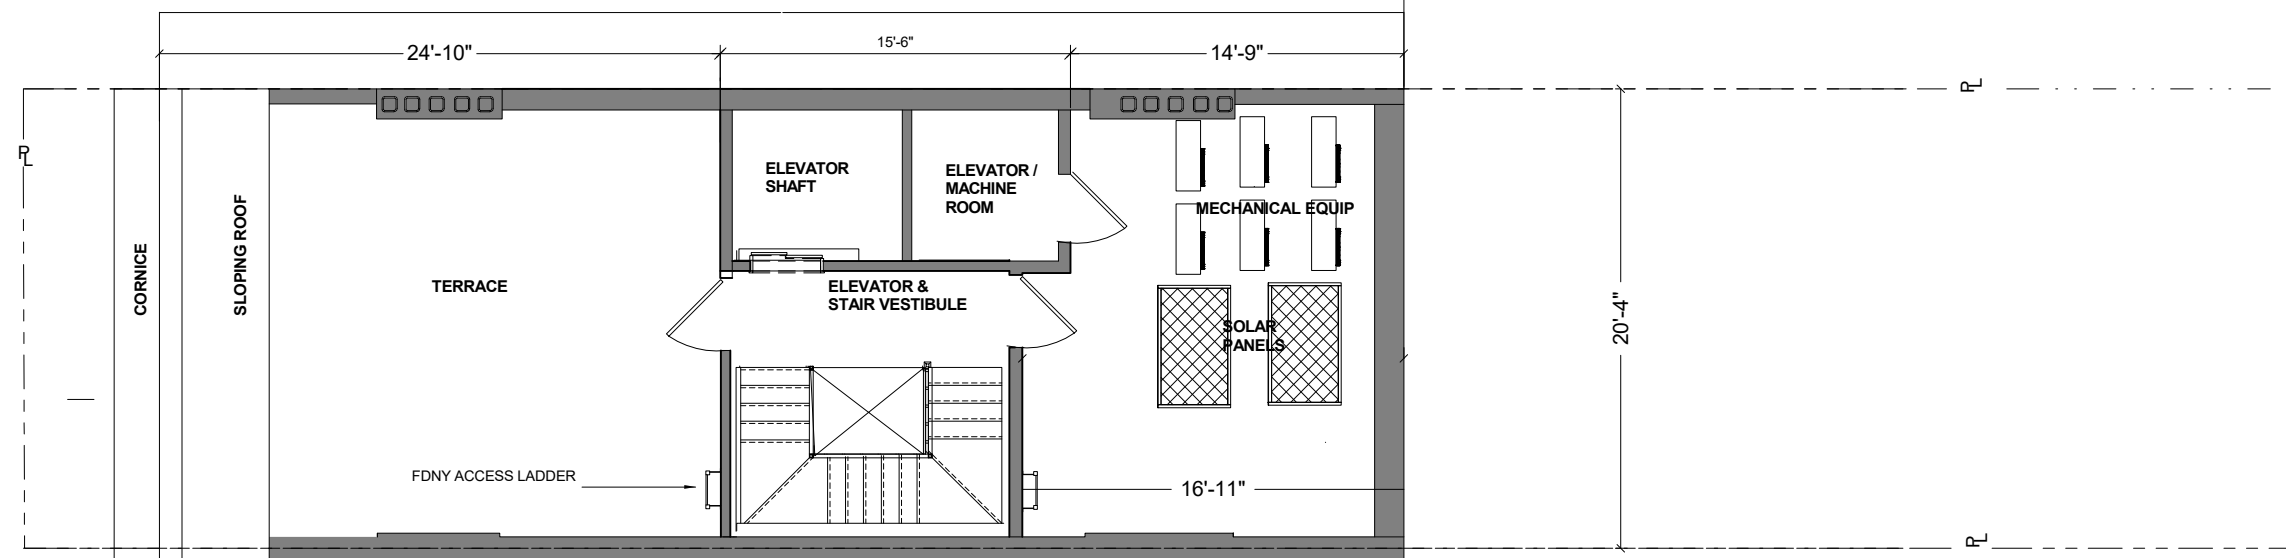 24'-10"
15'-6"
14'-9"
PL
PL
ELEVATOR
SHAFT
ELEVATOR /
MACHINE
ROOM
MECHANICAL EQUIP
CORNICE
SLOPING ROOF
TERRACE
ELEVATOR &
STAIR VESTIBULE
SOLAR
PANELS
20'-4"
FDNY ACCESS LADDER
16'-11"
PL